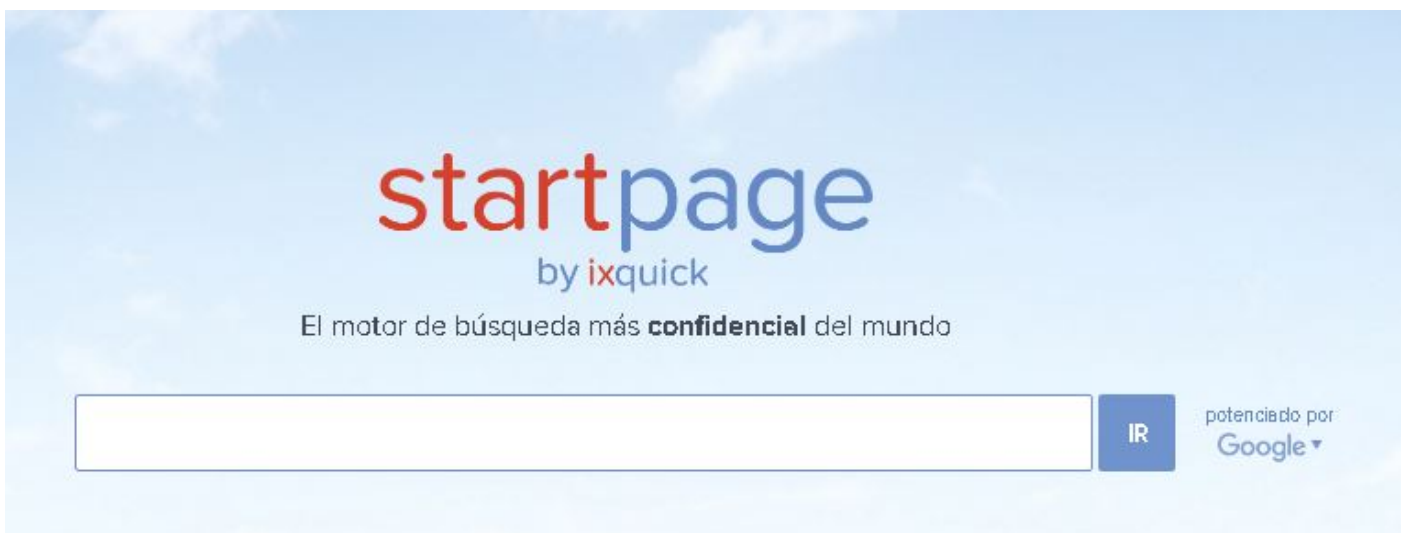 startpage
by ixquick
El motor de búsqueda más confidencial del mundo
IR
potenciado por
Google